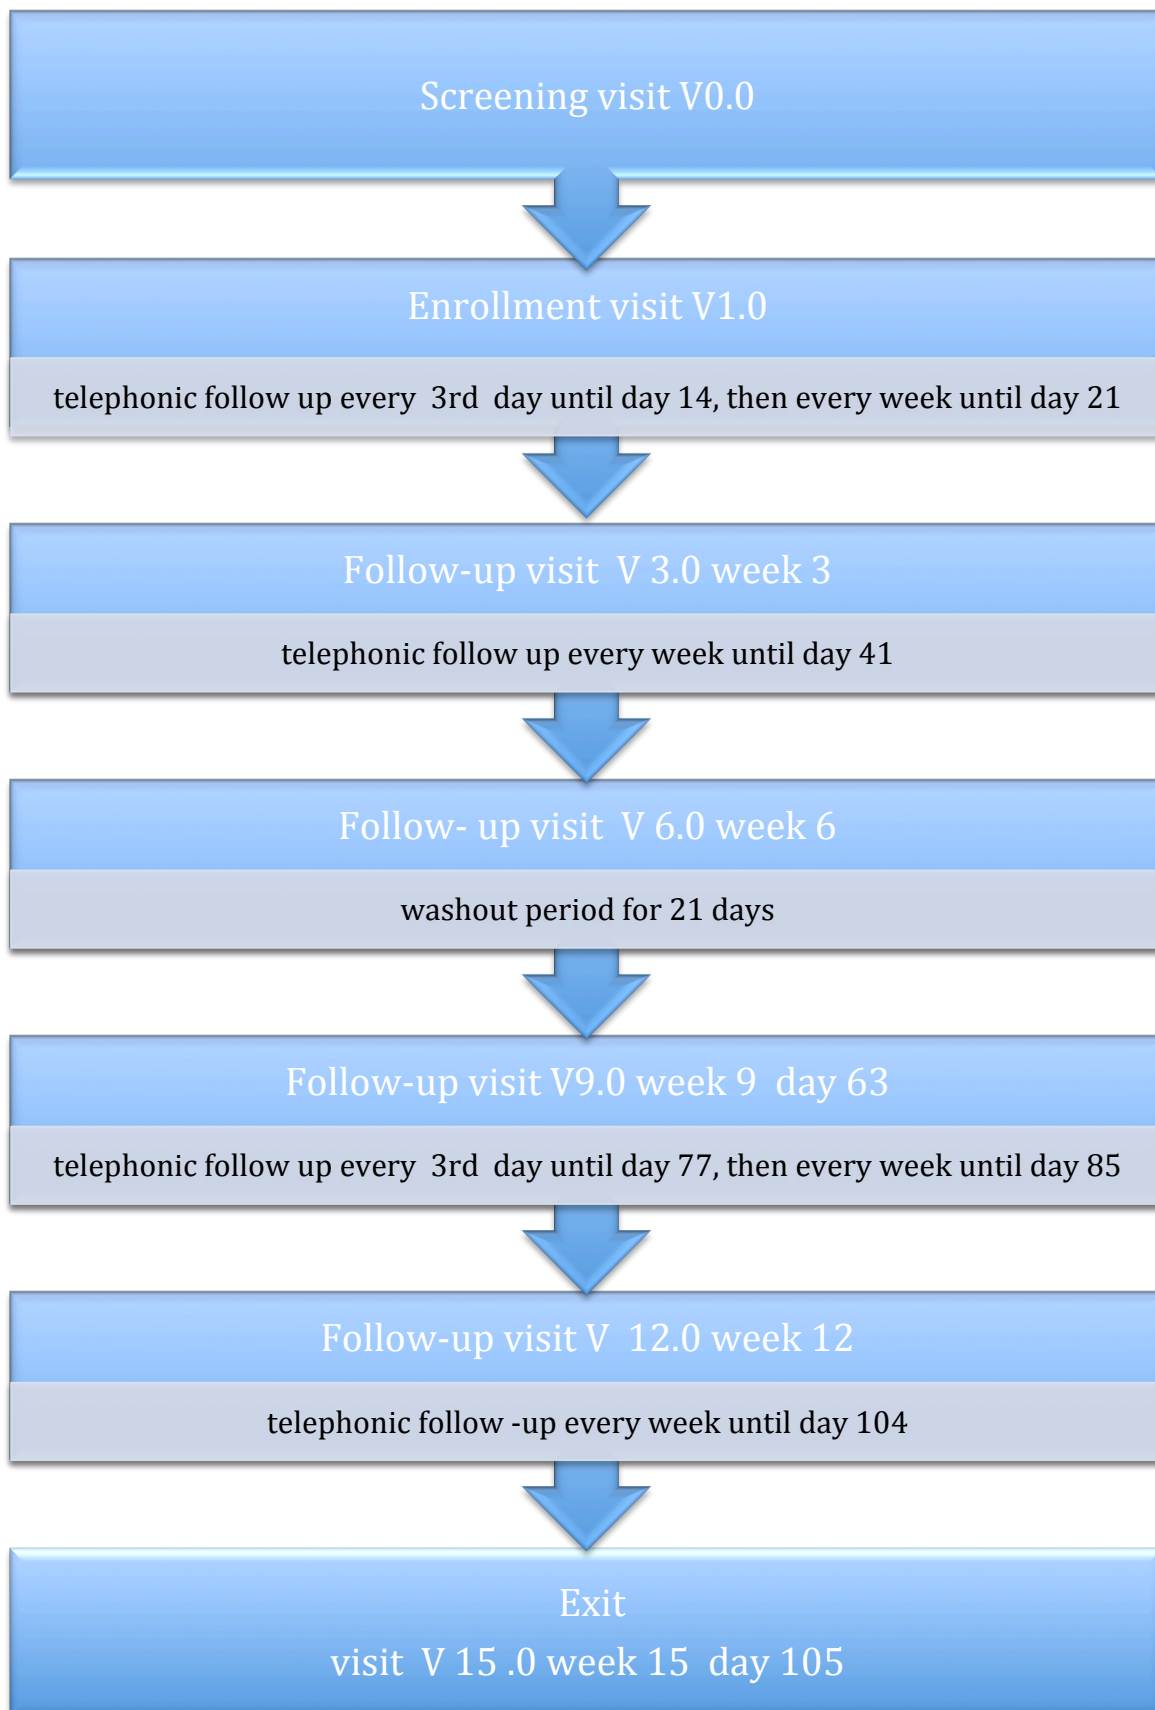 Screening visit V0.0
Enrollment visit V1.0
telephonic follow up every 3rd day until day 14, then every week until day 21
Follow-up visit V 3.0 week 3
telephonic follow up every week until day 41
Follow- up visit V 6.0 week 6
washout period for 21 days
Follow-up visit V9.0 week 9 day 63
telephonic follow up every 3rd day until day 77, then every week until day 85
Follow-up visit V 12.0 week 12
telephonic follow -up every week until day 104
Exit
visit V 15 .0 week 15 day 105